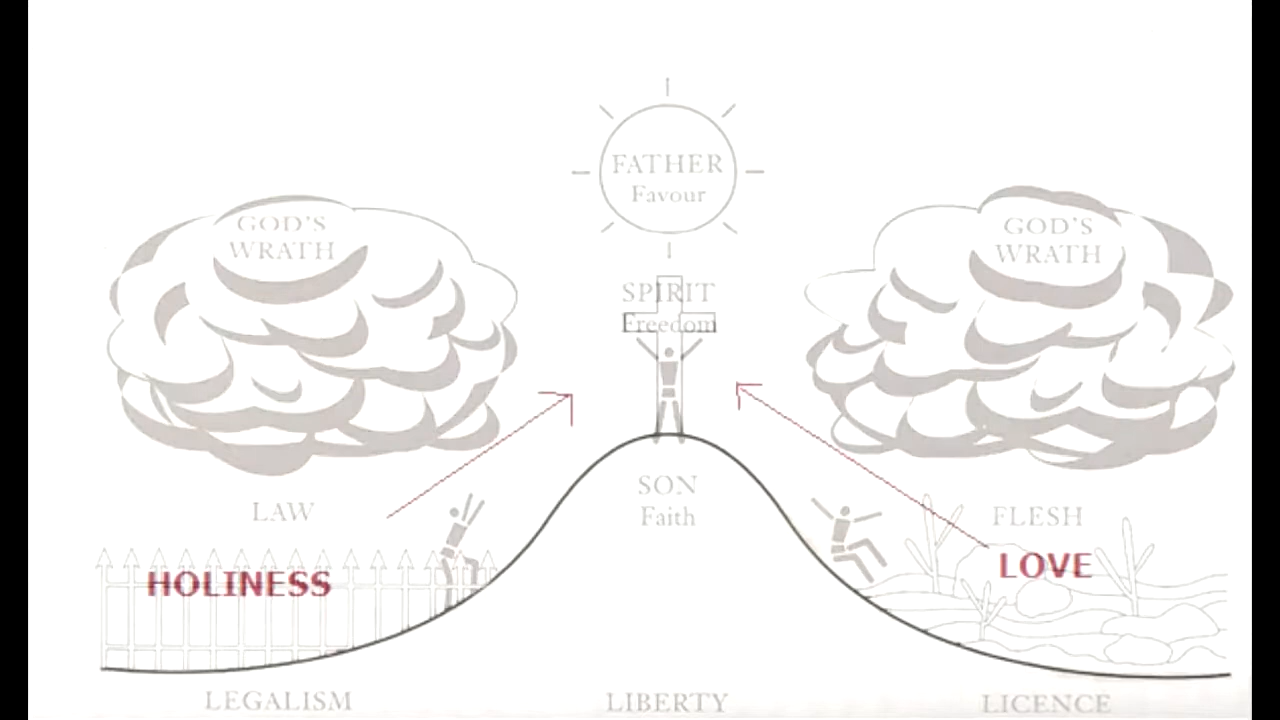 FATHER
Favour
GOD'S
WRATH
GOD'S
WRATH
SPIRIT
Freedom
SON
Faith
LAW
FLESH
HOLINESS
LOVE
LEGALISM
LIBERTY
LICENCE